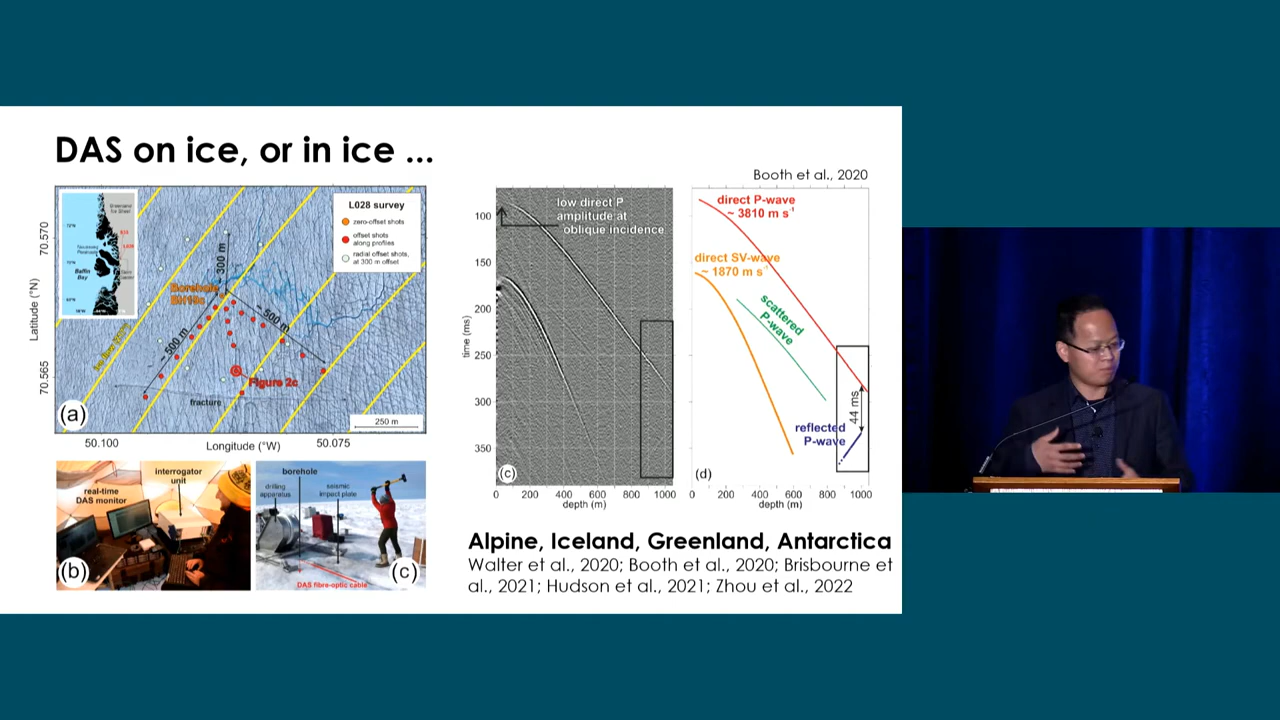 DAS on ice, or in ice ...
Booth et al., 2020
L028 survey
zero-offset shots
offset shots
along profiles
radial offset shots,
at 300 m offset
Baffin
Bay
300 m
Borehole
~ 500 m
~ 500 m
Figure 2c
fracture
250 m
(a)
Latitude (°N)
70.570
70.565
50.100
Longitude (°W)
50.075
real-time
DAS monitor
interrogator
unit
(b)
borehole
drilling
apparatus
seismic
impact plate
DAS fibre-optic cable
(c)
low direct P
amplitude at
oblique incidence
time (ms)
100
150
200
250
300
350
(c)
0
200
400
600
800
1000
depth (m)
direct P-wave
~ 3810 m s⁻¹
direct SV-wave
~ 1870 m s⁻¹
scattered
P-wave
reflected
P-wave
44 ms
(d)
0
200
400
600
800
1000
depth (m)
Alpine, Iceland, Greenland, Antarctica
Walter et al., 2020; Booth et al., 2020; Brisbourne et
al., 2021; Hudson et al., 2021; Zhou et al., 2022